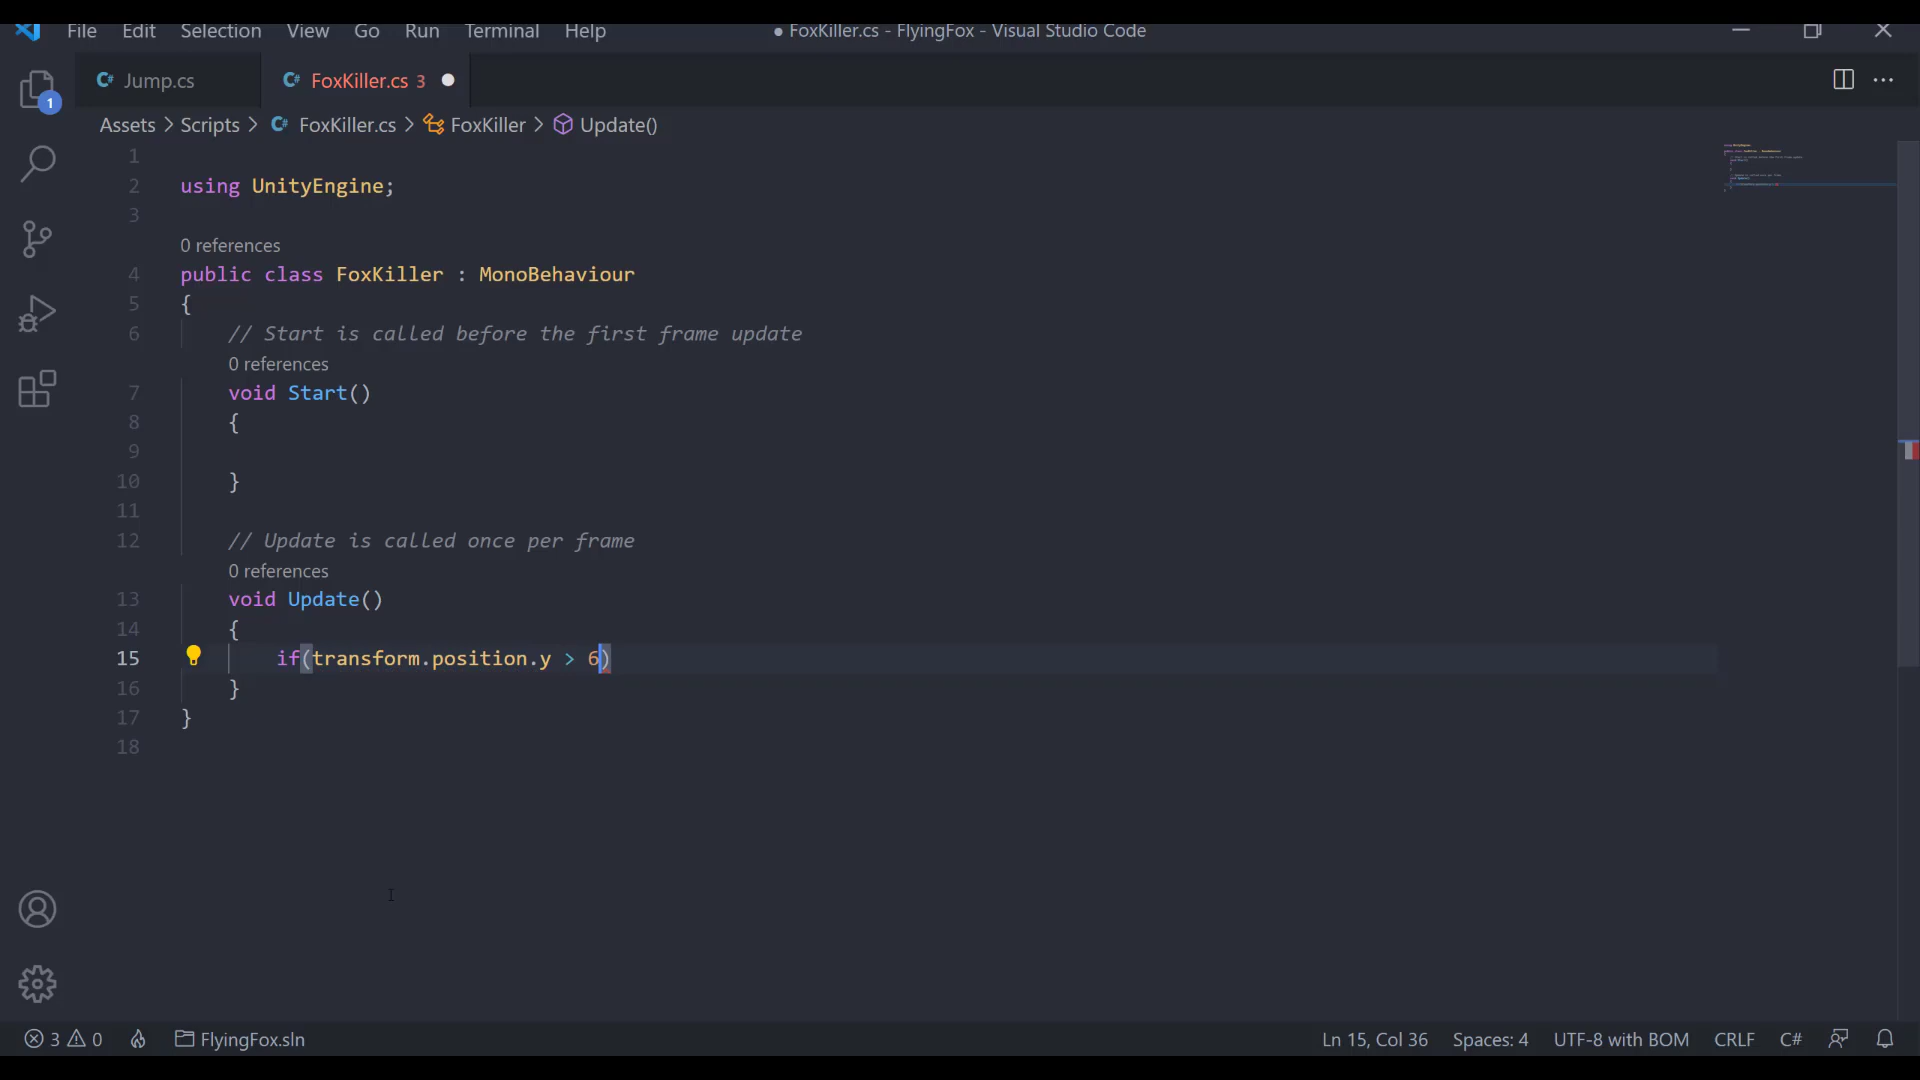 File Edit Selection View Go Run Terminal Help ● FoxKiller.cs - FlyingFox - Visual Studio Code
Jump.cs FoxKiller.cs 3
Assets > Scripts > FoxKiller.cs > FoxKiller > Update()
1
1
2 using UnityEngine;
3
0 references
4 public class FoxKiller : MonoBehaviour
5 {
6 // Start is called before the first frame update
0 references
7 void Start()
8 {
9
10 }
11
12 // Update is called once per frame
0 references
13 void Update()
14 {
15 if(transform.position.y > 6)
16 }
17 }
18
3 0 FlyingFox.sln Ln 15, Col 36 Spaces: 4 UTF-8 with BOM CRLF C#